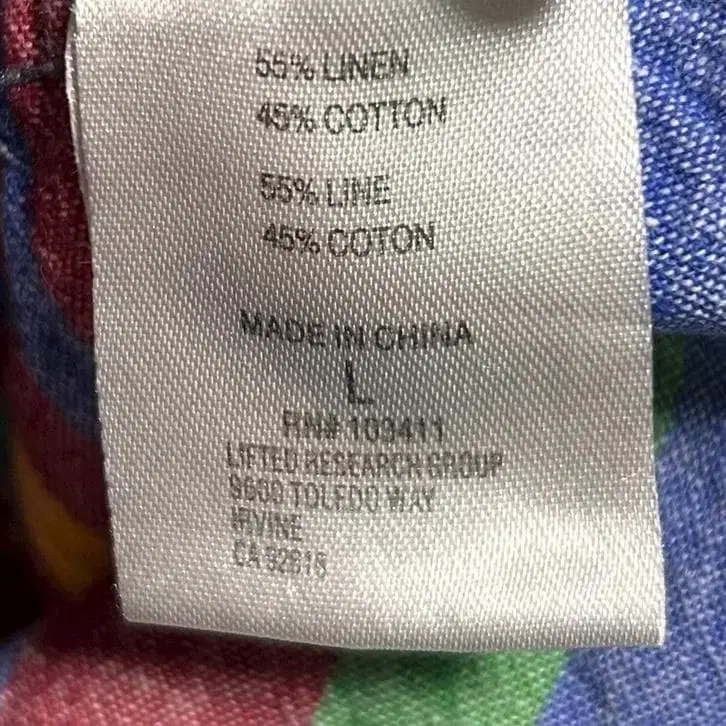 55% LINEN
45% COTTON
55% LINE
45% COTON
MADE IN CHINA
L
RN# 103411
LIFTED RESEARCH GROUP
9600 TOLEDO WAY
IRVINE
CA 92618